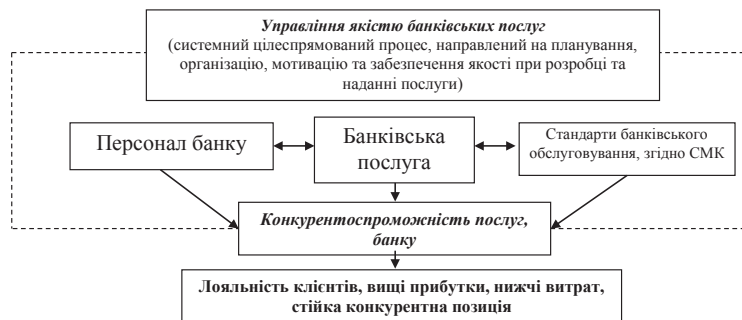 Управління якістю банківських послуг
(системний цілеспрямований процес, направлений на планування,
організацію, мотивацію та забезпечення якості при розробці та
наданні послуги)
Персонал банку
Банківська
послуга
Стандарти банківського
обслуговування, згідно СМК
Конкурентоспроможність послуг,
банку
Лояльність клієнтів, вищі прибутки, нижчі витрат,
стійка конкурентна позиція